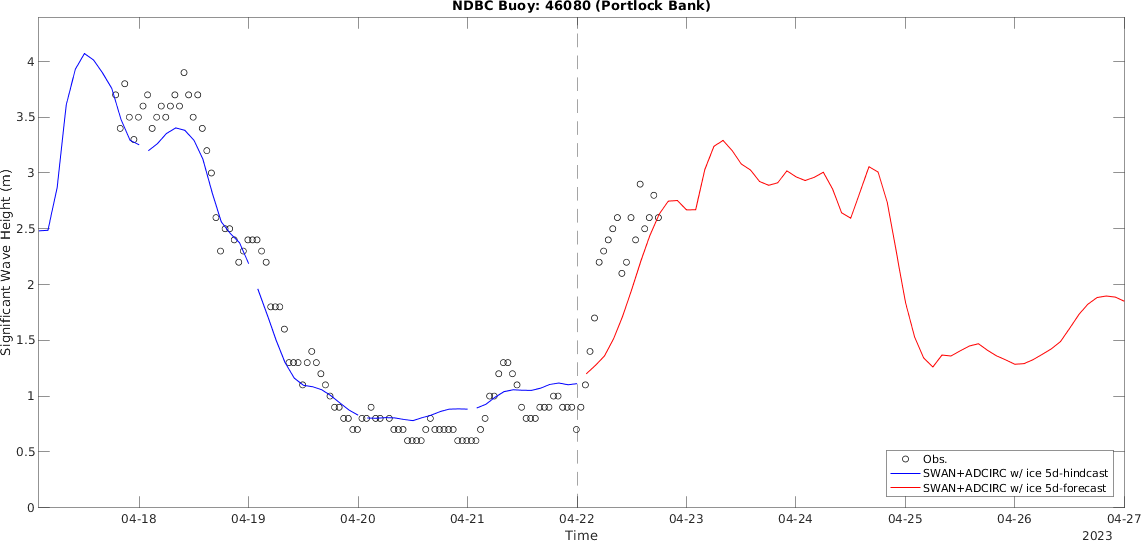 NDBC Buoy: 46080 (Portlock Bank)
Significant Wave Height (m)
4
3.5
3
2.5
2
1.5
1
0.5
0
04-18 04-19 04-20 04-21 04-22 04-23 04-24 04-25 04-26 04-27
Time
2023
Obs.
SWAN+ADCIRC w/ ice 5d-hindcast
SWAN+ADCIRC w/ ice 5d-forecast